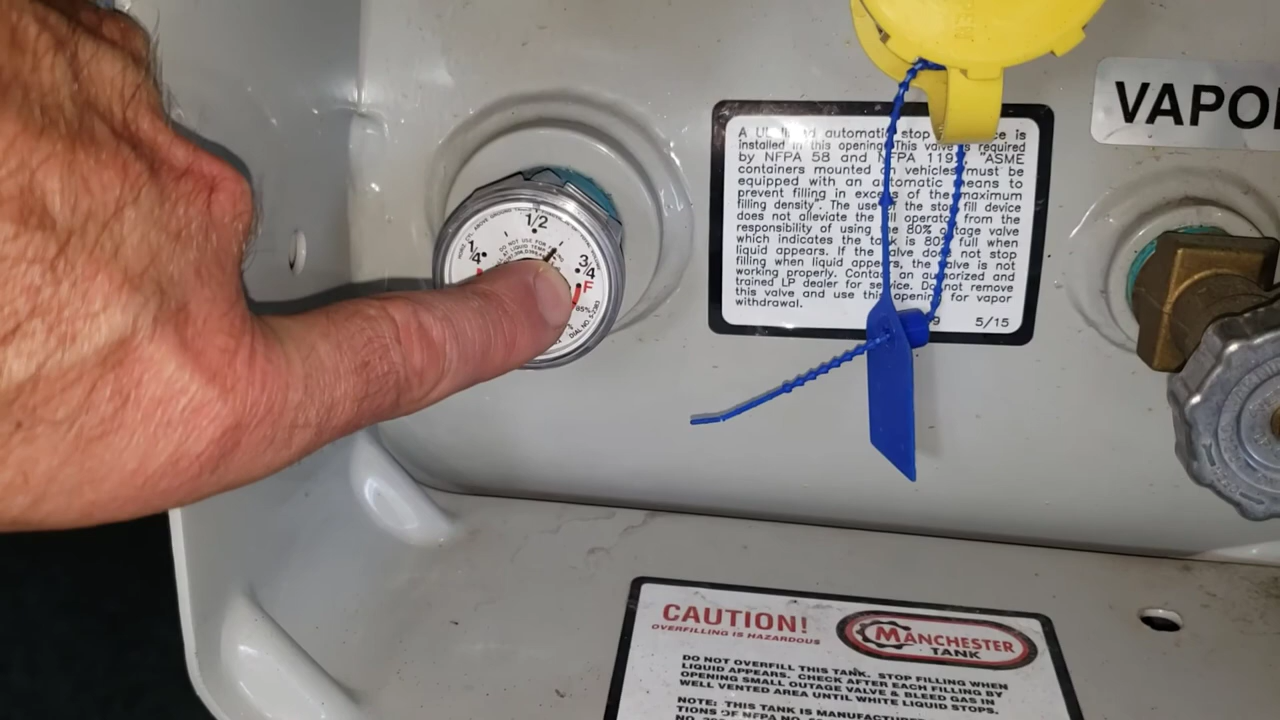 VAPO
A UL automatic stop is
installed in this opening. This valve is required
by NFPA 58 and NFPA "ASME
containers mounted on vehicles must be
equipped with an automatic means to
prevent filling in excess of the maximum
filling density". The use of the stop fill device
does not alleviate the fill operator from the
responsibility of using the 80% outage valve
which indicates the tank is 80% full when
liquid appears. If the valve does not stop
filling when liquid appears, the valve is not
working properly. Contact an authorized and
trained LP dealer for service. Do not remove
this valve and use this opening for vapor
withdrawal.
9 5/15
1/2
1/4
3/4
F
85%
DO NOT USE FOR
CAUTION!
OVERFILLING IS HAZARDOUS
MANCHESTER
TANK
DO NOT OVERFILL THIS TANK. STOP FILLING WHEN
LIQUID APPEARS. CHECK AFTER EACH FILLING BY
OPENING SMALL OUTAGE VALVE & BLEED GAS IN
WELL VENTED AREA UNTIL WHITE LIQUID STOPS.
NOTE: THIS TANK IS MANUFACTURE
TIONS OF NFPA NO.